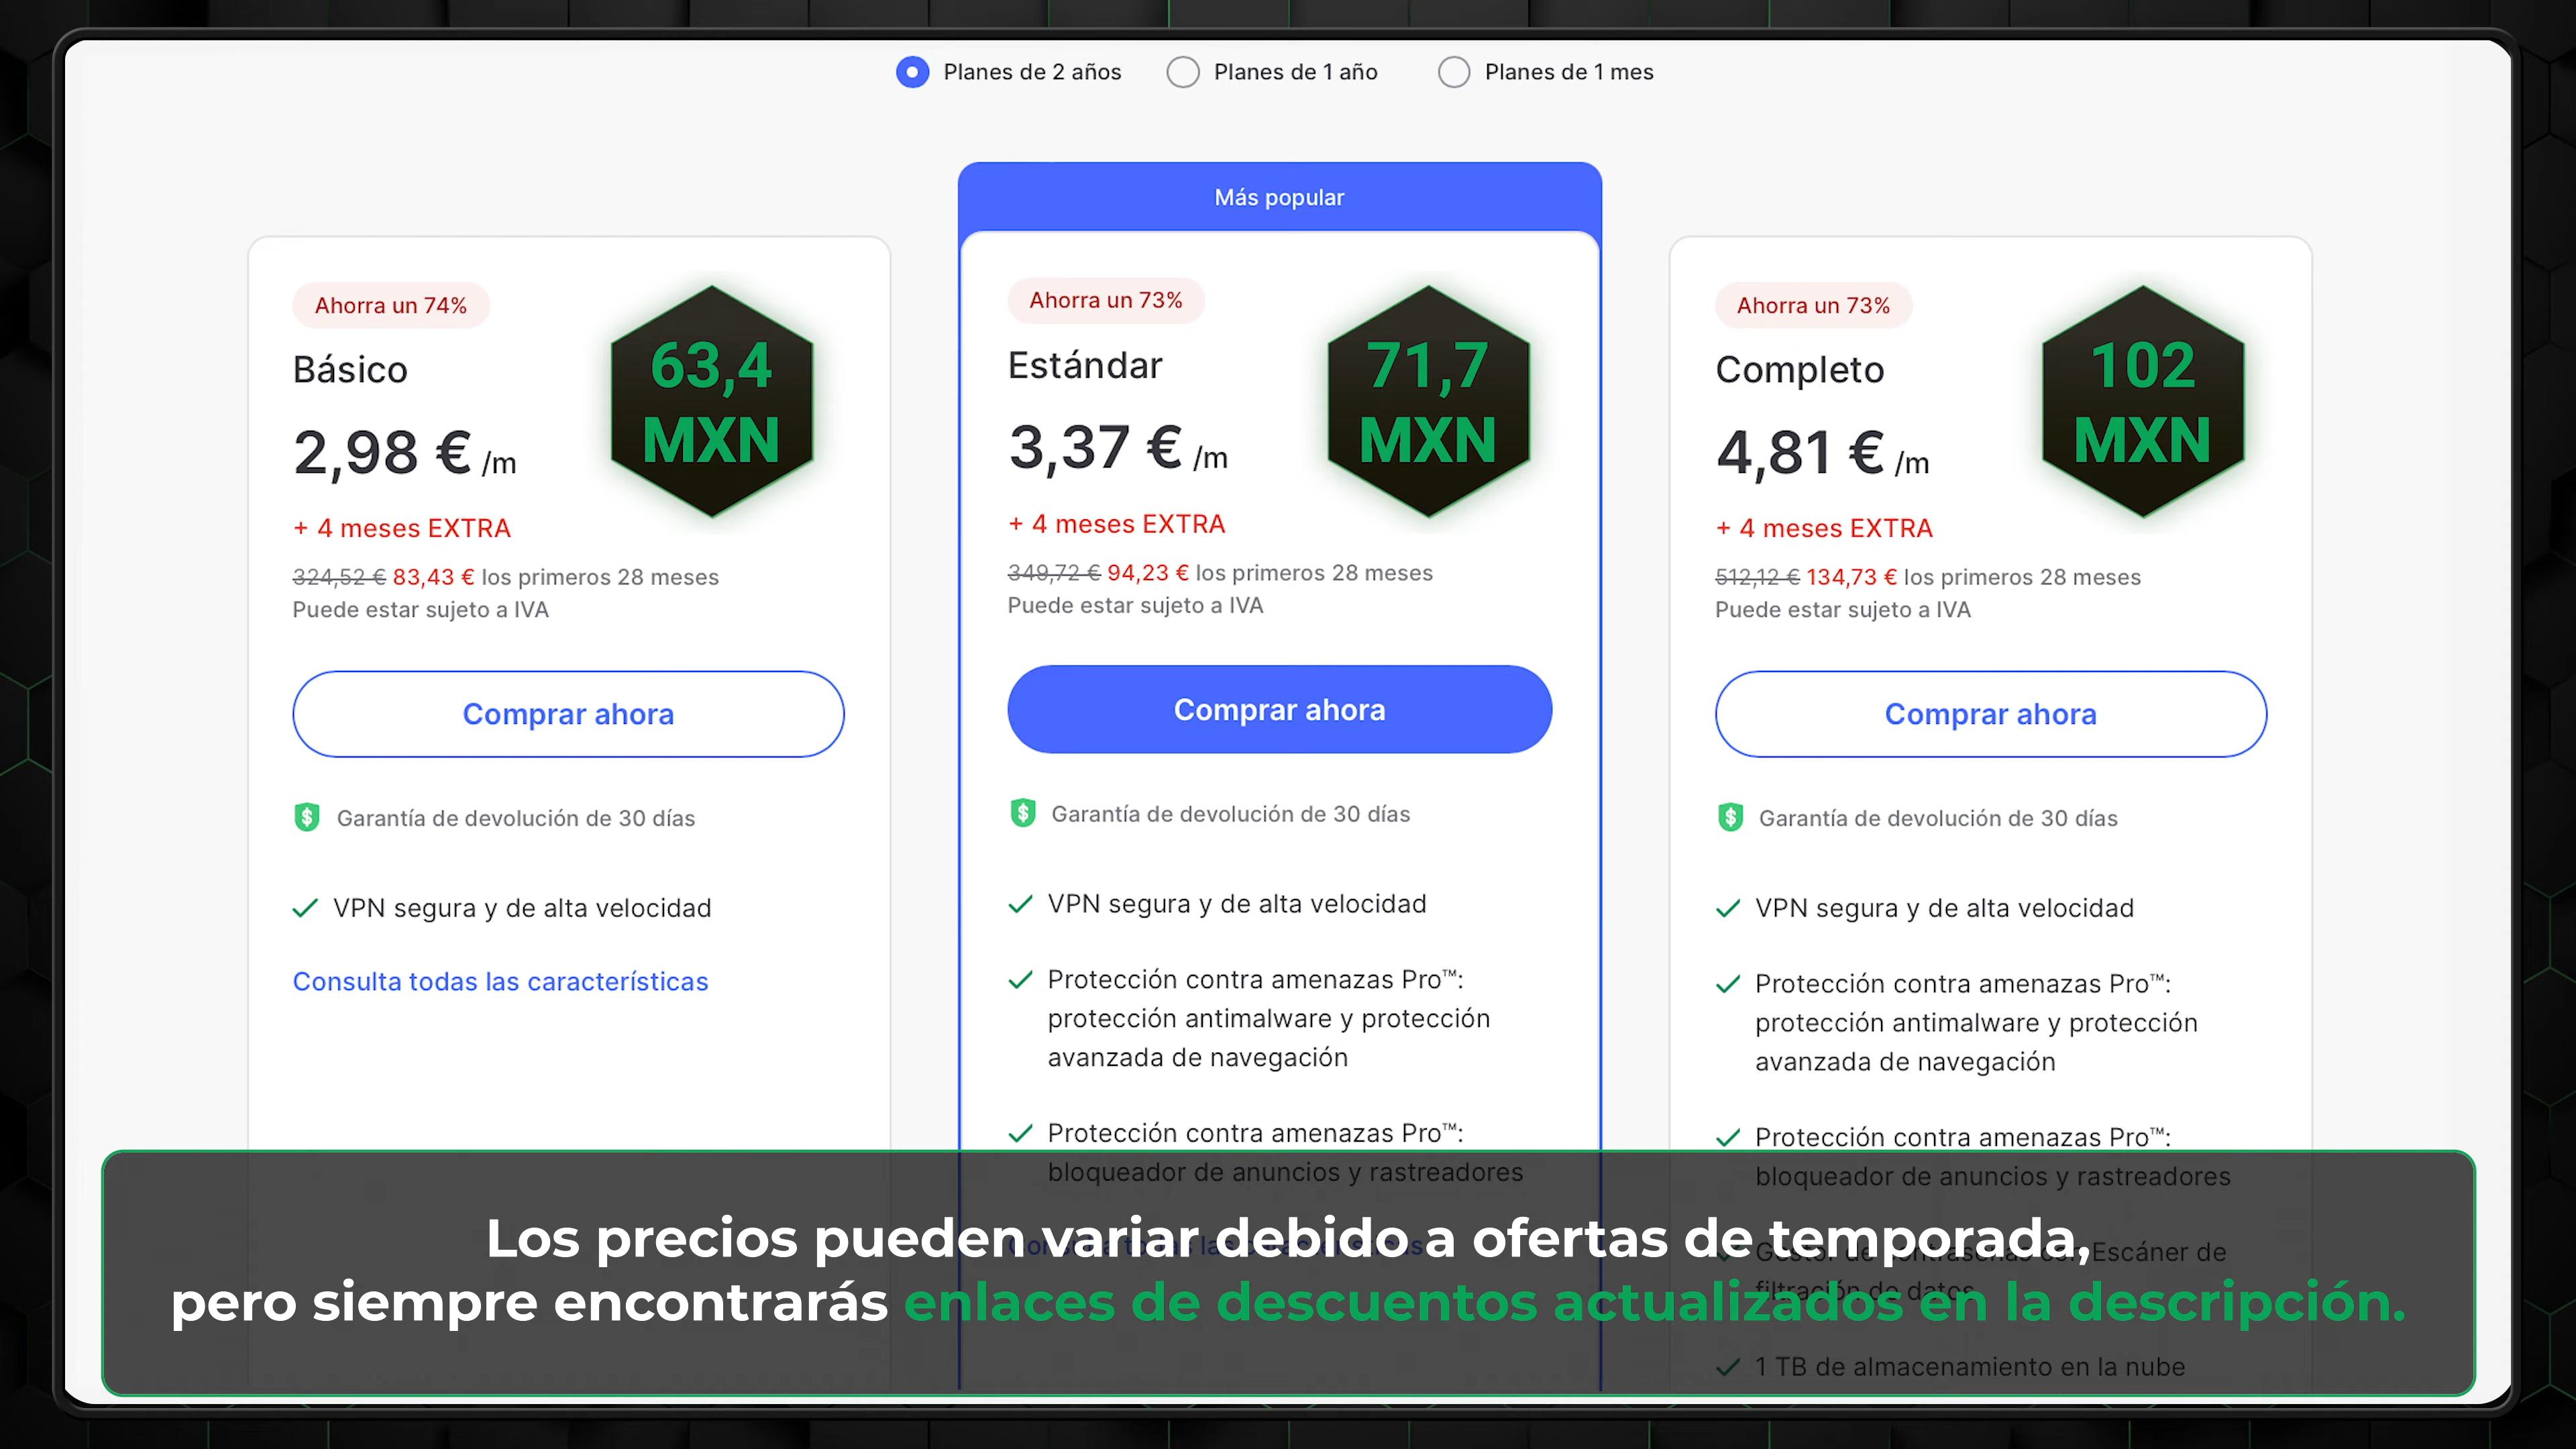 Planes de 2 años
Planes de 1 año
Planes de 1 mes
Más popular
Ahorra un 74%
Básico
2,98 € /m
63,4
MXN
+ 4 meses EXTRA
324,52 € 83,43 € los primeros 28 meses
Puede estar sujeto a IVA
Comprar ahora
Garantía de devolución de 30 días
VPN segura y de alta velocidad
Consulta todas las características
Ahorra un 73%
Estándar
3,37 € /m
71,7
MXN
+ 4 meses EXTRA
349,72 € 94,23 € los primeros 28 meses
Puede estar sujeto a IVA
Comprar ahora
Garantía de devolución de 30 días
VPN segura y de alta velocidad
Protección contra amenazas Pro™:
protección antimalware y protección
avanzada de navegación
Protección contra amenazas Pro™:
bloqueador de anuncios y rastreadores
Ahorra un 73%
Completo
4,81 € /m
102
MXN
+ 4 meses EXTRA
512,12 € 134,73 € los primeros 28 meses
Puede estar sujeto a IVA
Comprar ahora
Garantía de devolución de 30 días
VPN segura y de alta velocidad
Protección contra amenazas Pro™:
protección antimalware y protección
avanzada de navegación
Protección contra amenazas Pro™:
bloqueador de anuncios y rastreadores
Gestor de contraseñas con Escáner de
filtración de datos
1 TB de almacenamiento en la nube
Los precios pueden variar debido a ofertas de temporada,
pero siempre encontrarás enlaces de descuentos actualizados en la descripción.